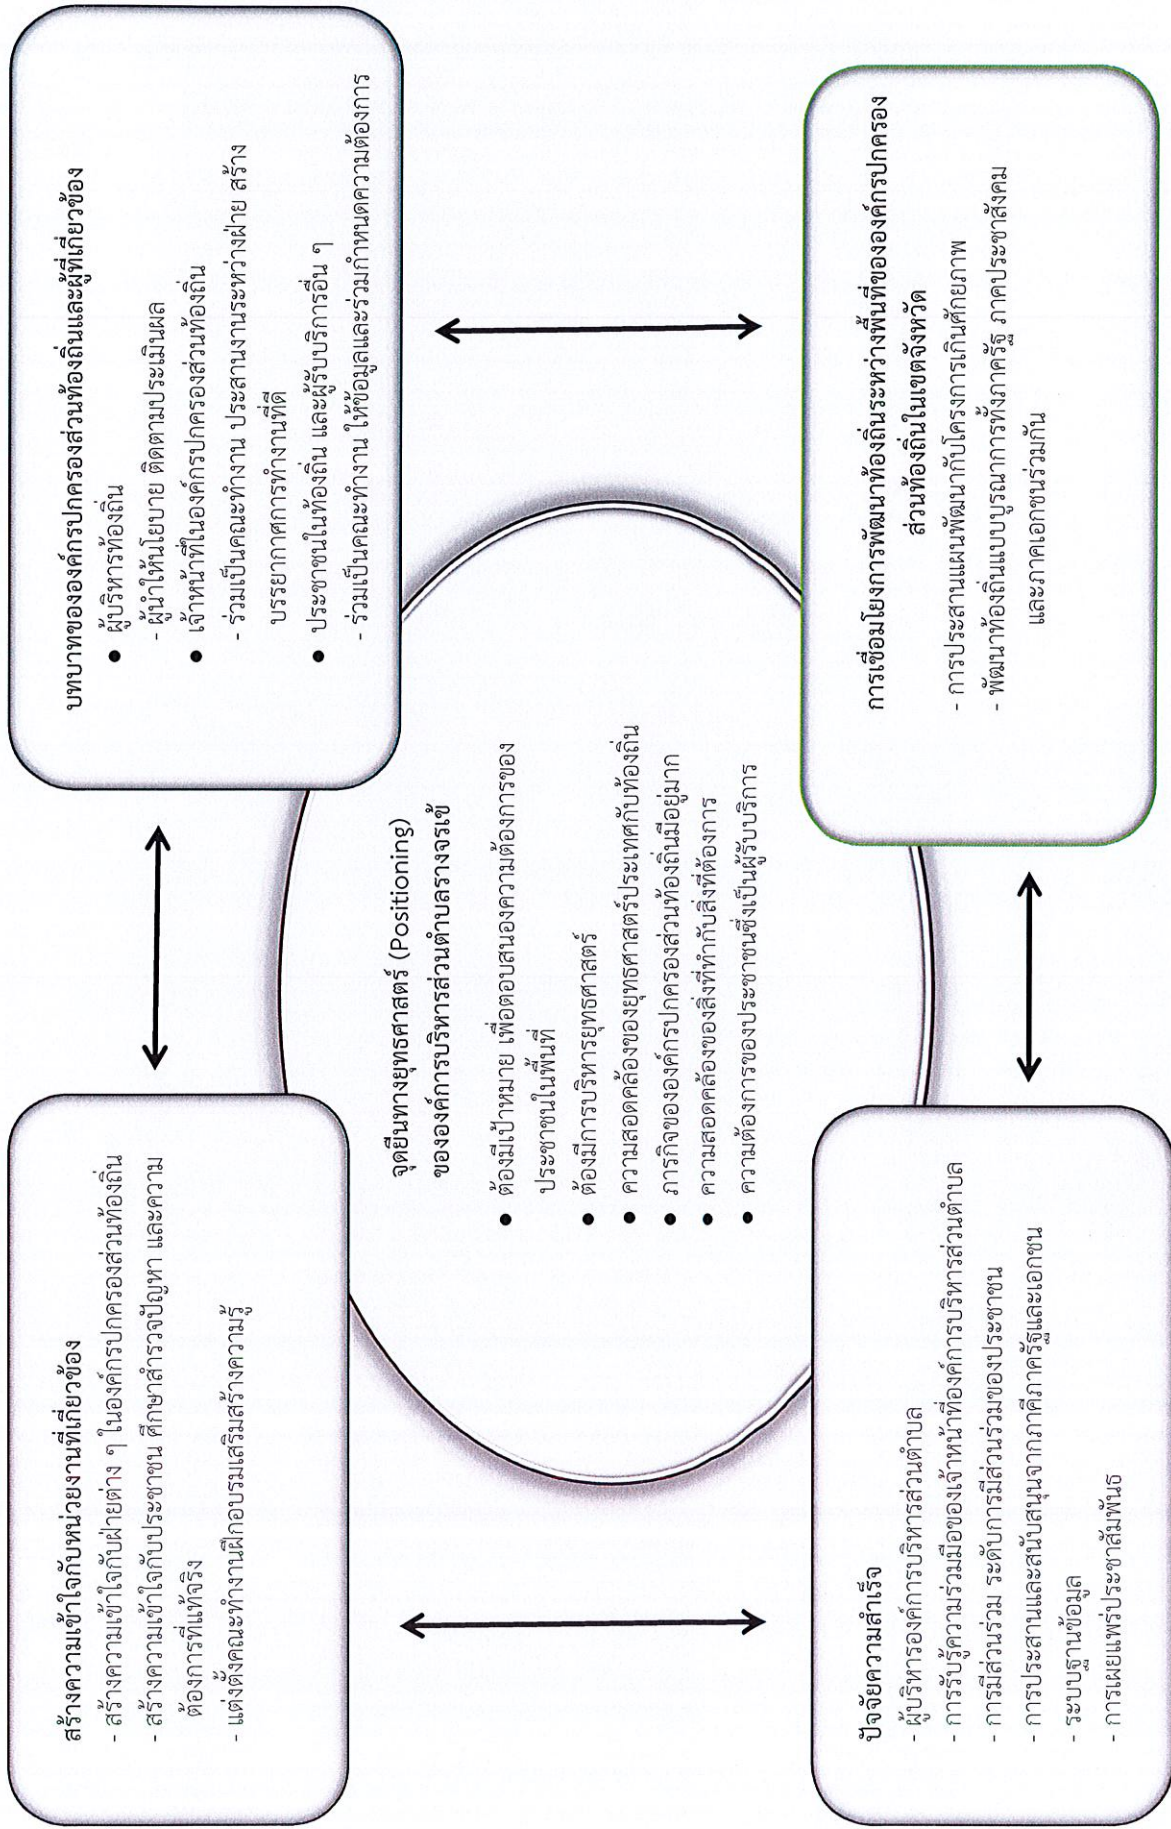 สร้างความเข้าใจกับหน่วยงานที่เกี่ยวข้อง
- สร้างความเข้าใจกับฝ่ายต่าง ๆ ในองค์กรปกครองส่วนท้องถิ่น
- สร้างความเข้าใจกับประชาชน ศึกษาสำรวจปัญหา และความ
ต้องการที่แท้จริง
- แต่งตั้งคณะทำงานฝึกอบรมเสริมสร้างความรู้
บทบาทขององค์กรปกครองส่วนท้องถิ่นและผู้ที่เกี่ยวข้อง
● ผู้บริหารท้องถิ่น
- ผู้นำให้นโยบาย ติดตามประเมินผล
● เจ้าหน้าที่ในองค์กรปกครองส่วนท้องถิ่น
- ร่วมเป็นคณะทำงาน ประสานงานระหว่างฝ่าย สร้าง
บรรยากาศการทำงานที่ดี
● ประชาชนในท้องถิ่น และผู้รับบริการอื่น ๆ
- ร่วมเป็นคณะทำงาน ให้ข้อมูลและร่วมกำหนดความต้องการ
จุดยืนทางยุทธศาสตร์ (Positioning)
ขององค์การบริหารส่วนตำบลรางจรเข้
● ต้องมีเป้าหมาย เพื่อตอบสนองความต้องการของ
ประชาชนในพื้นที่
● ต้องมีการบริหารยุทธศาสตร์
● ความสอดคล้องของยุทธศาสตร์ประเทศกับท้องถิ่น
● ภารกิจขององค์กรปกครองส่วนท้องถิ่นมีอยู่มาก
● ความสอดคล้องของสิ่งที่ทำกับสิ่งที่ต้องการ
● ความต้องการของประชาชนซึ่งเป็นผู้รับบริการ
ปัจจัยความสำเร็จ
- ผู้บริหารองค์การบริหารส่วนตำบล
- การรับรู้ความร่วมมือของเจ้าหน้าที่องค์การบริหารส่วนตำบล
- การมีส่วนร่วม ระดับการมีส่วนร่วมของประชาชน
- การประสานและสนับสนุนจากภาคีภาครัฐและเอกชน
- ระบบฐานข้อมูล
- การเผยแพร่ประชาสัมพันธ์
การเชื่อมโยงการพัฒนาท้องถิ่นระหว่างพื้นที่ขององค์กรปกครอง
ส่วนท้องถิ่นในเขตจังหวัด
- การประสานแผนพัฒนากับโครงการเกินศักยภาพ
- พัฒนาท้องถิ่นแบบบูรณาการทั้งภาครัฐ ภาคประชาสังคม
และภาคเอกชนร่วมกัน